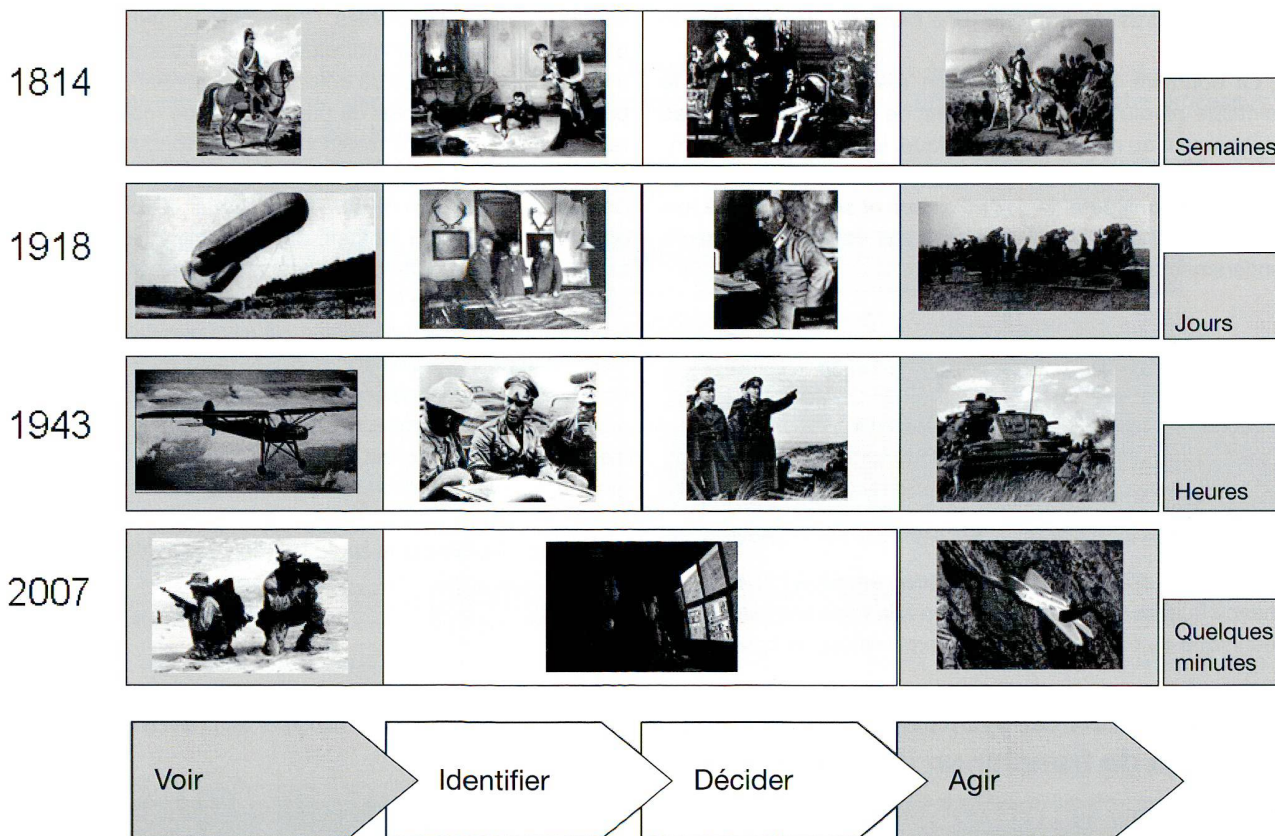 1814
Semaines
1918
Jours
1943
Heures
2007
Quelques
minutes
Voir
Identifier
Décider
Agir